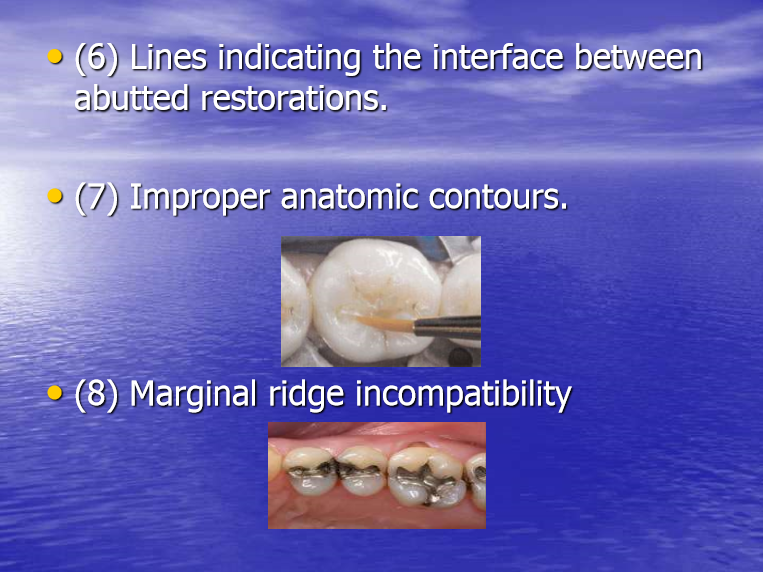 • (6) Lines indicating the interface between
abutted restorations.
• (7) Improper anatomic contours.
• (8) Marginal ridge incompatibility